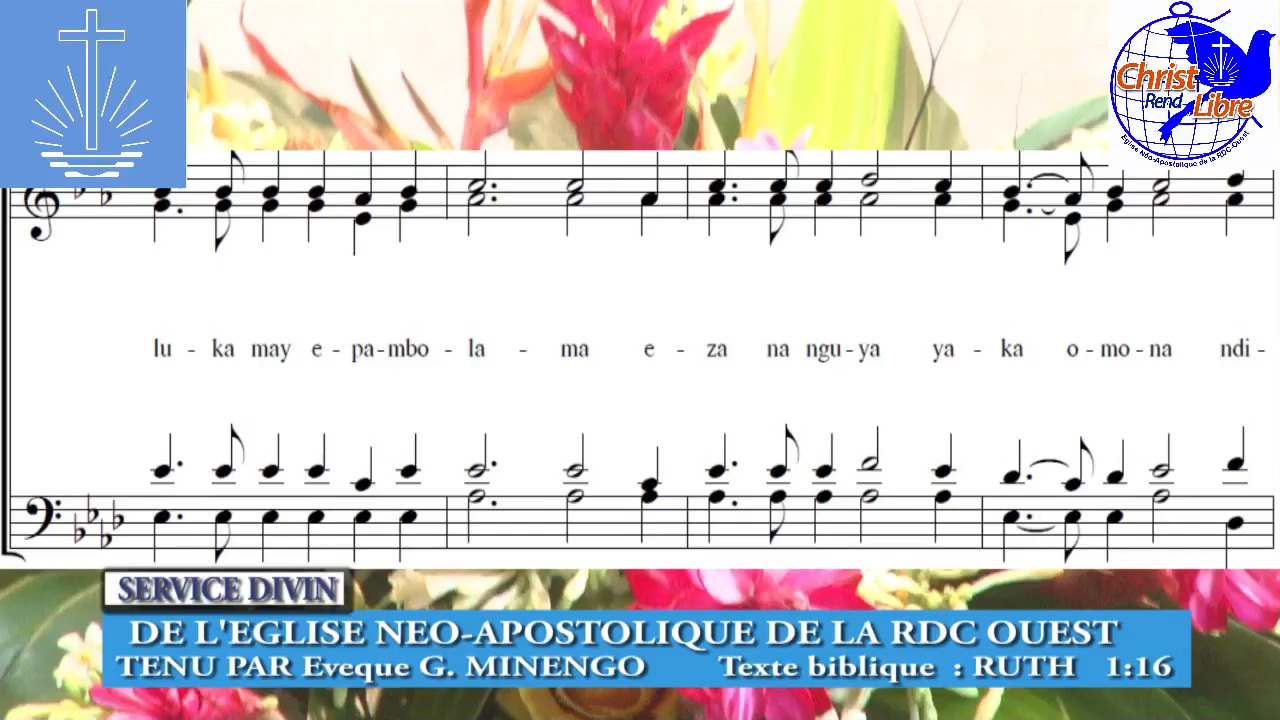 Christ
Rend
Libre
Eglise Néo-Apostolique de la RDC-Ouest
lu - ka may e - pa - mbo - la - ma e - za na ngu - ya ya - ka o - mo - na ndi -
SERVICE DIVIN
DE L'EGLISE NEO-APOSTOLIQUE DE LA RDC OUEST
TENU PAR Eveque G. MINENGO Texte biblique : RUTH 1:16